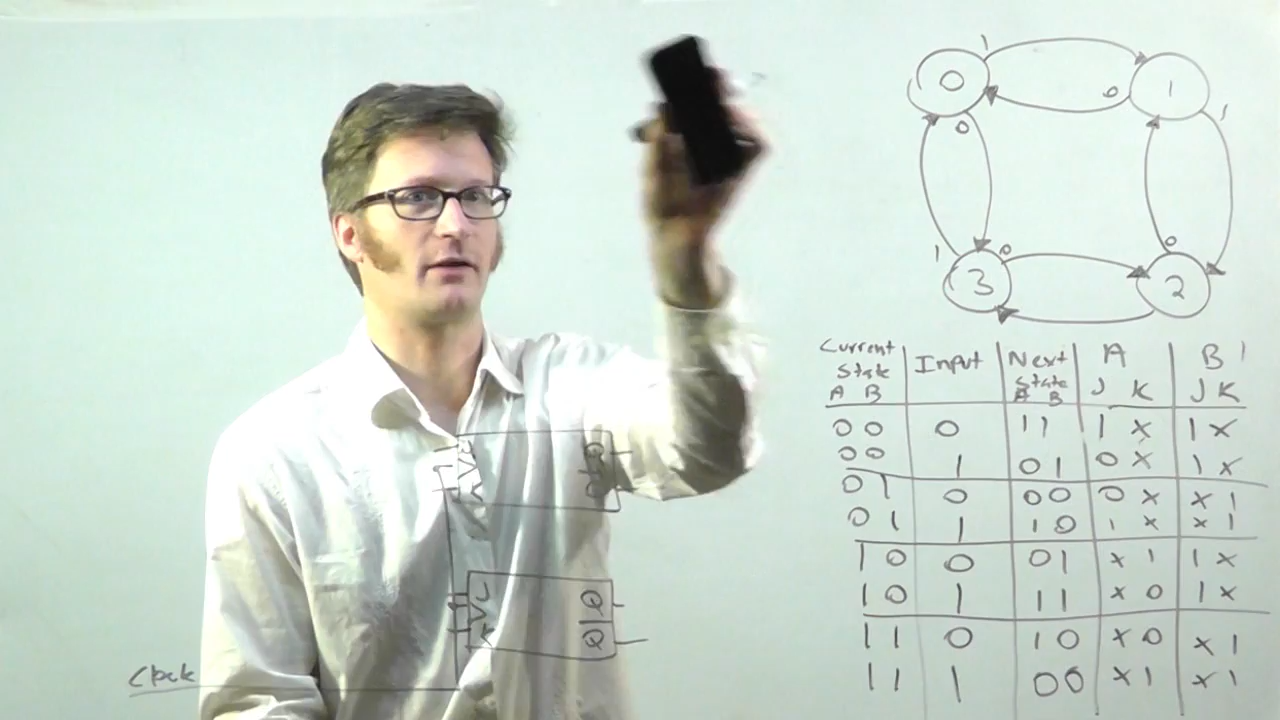 1
0 0 1
1
0
1 0 0
3 2
Current Input Next A B
State State J K J K
A B A B
0 0 0 1 1 1 X 1 X
0 0 1 0 1 0 X 1 X
0 1 0 0 0 0 X X 1
0 1 1 1 0 1 X X 1
1 0 0 0 1 X 1 1 X
1 0 1 1 1 X 0 1 X
1 1 0 1 0 X 0 X 1
1 1 1 0 0 X 1 X 1
J Q
K Q
Clock